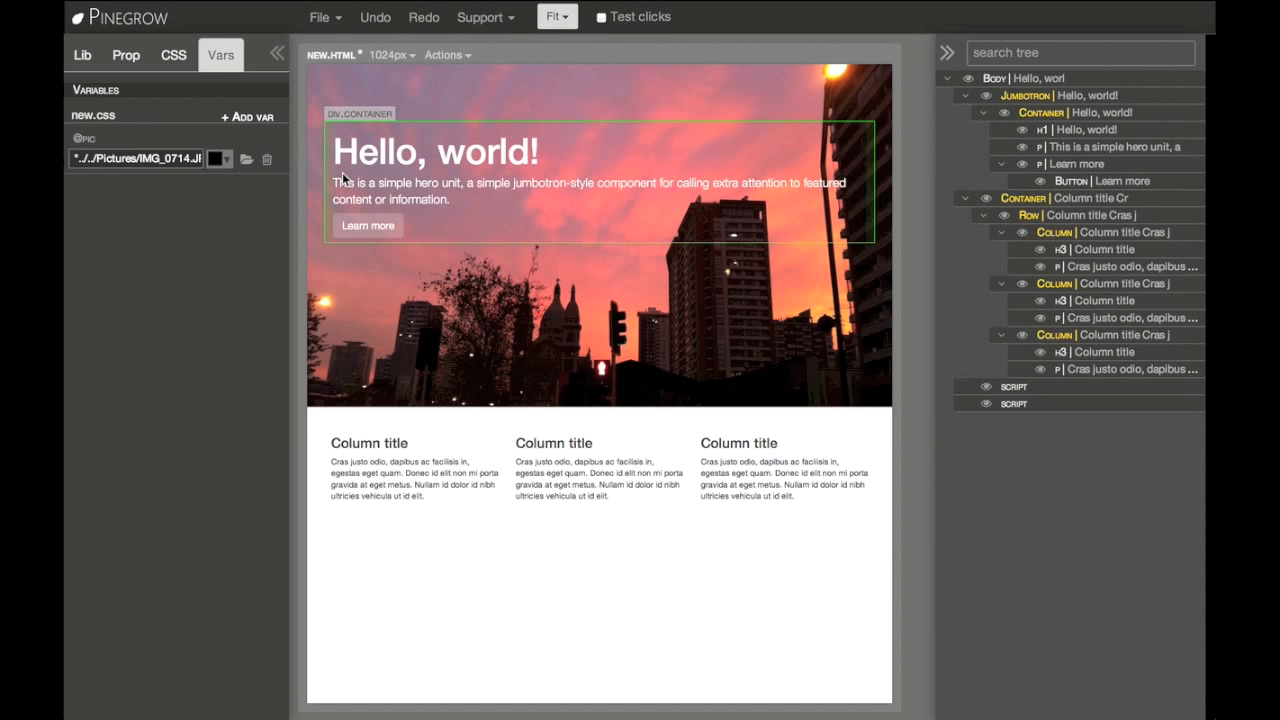 PINEGROW
File Undo Redo Support Fit Test clicks
Lib Prop CSS Vars
VARIABLES
new.css + ADD VAR
@PIC
"../../Pictures/IMG_0714.JF
NEW.HTML* 1024px Actions
DIV.CONTAINER
Hello, world!
This is a simple hero unit, a simple jumbotron-style component for calling extra attention to featured
content or information.
Learn more
Column title
Cras justo odio, dapibus ac facilisis in,
egestas eget quam. Donec id elit non mi porta
gravida at eget metus. Nullam id dolor id nibh
ultricies vehicula ut id elit.
Column title
Cras justo odio, dapibus ac facilisis in,
egestas eget quam. Donec id elit non mi porta
gravida at eget metus. Nullam id dolor id nibh
ultricies vehicula ut id elit.
Column title
Cras justo odio, dapibus ac facilisis in,
egestas eget quam. Donec id elit non mi porta
gravida at eget metus. Nullam id dolor id nibh
ultricies vehicula ut id elit.
search tree
BODY | Hello, worl
JUMBOTRON | Hello, world!
CONTAINER | Hello, world!
H1 | Hello, world!
P | This is a simple hero unit, a
P | Learn more
BUTTON | Learn more
CONTAINER | Column title Cr
ROW | Column title Cras j
COLUMN | Column title Cras j
H3 | Column title
P | Cras justo odio, dapibus ...
COLUMN | Column title Cras j
H3 | Column title
P | Cras justo odio, dapibus ...
COLUMN | Column title Cras j
H3 | Column title
P | Cras justo odio, dapibus ...
SCRIPT
SCRIPT